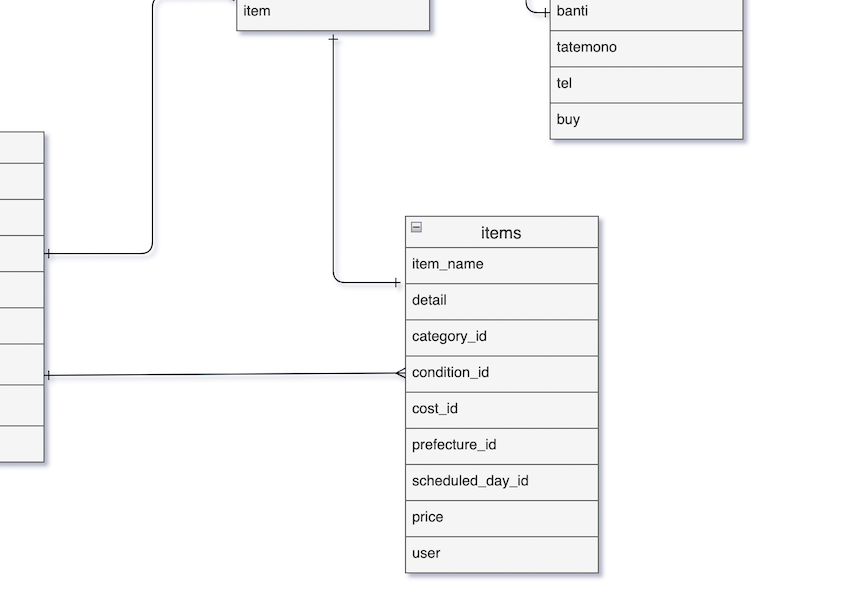 item
banti
tatemono
tel
buy
items
item_name
detail
category_id
condition_id
cost_id
prefecture_id
scheduled_day_id
price
user